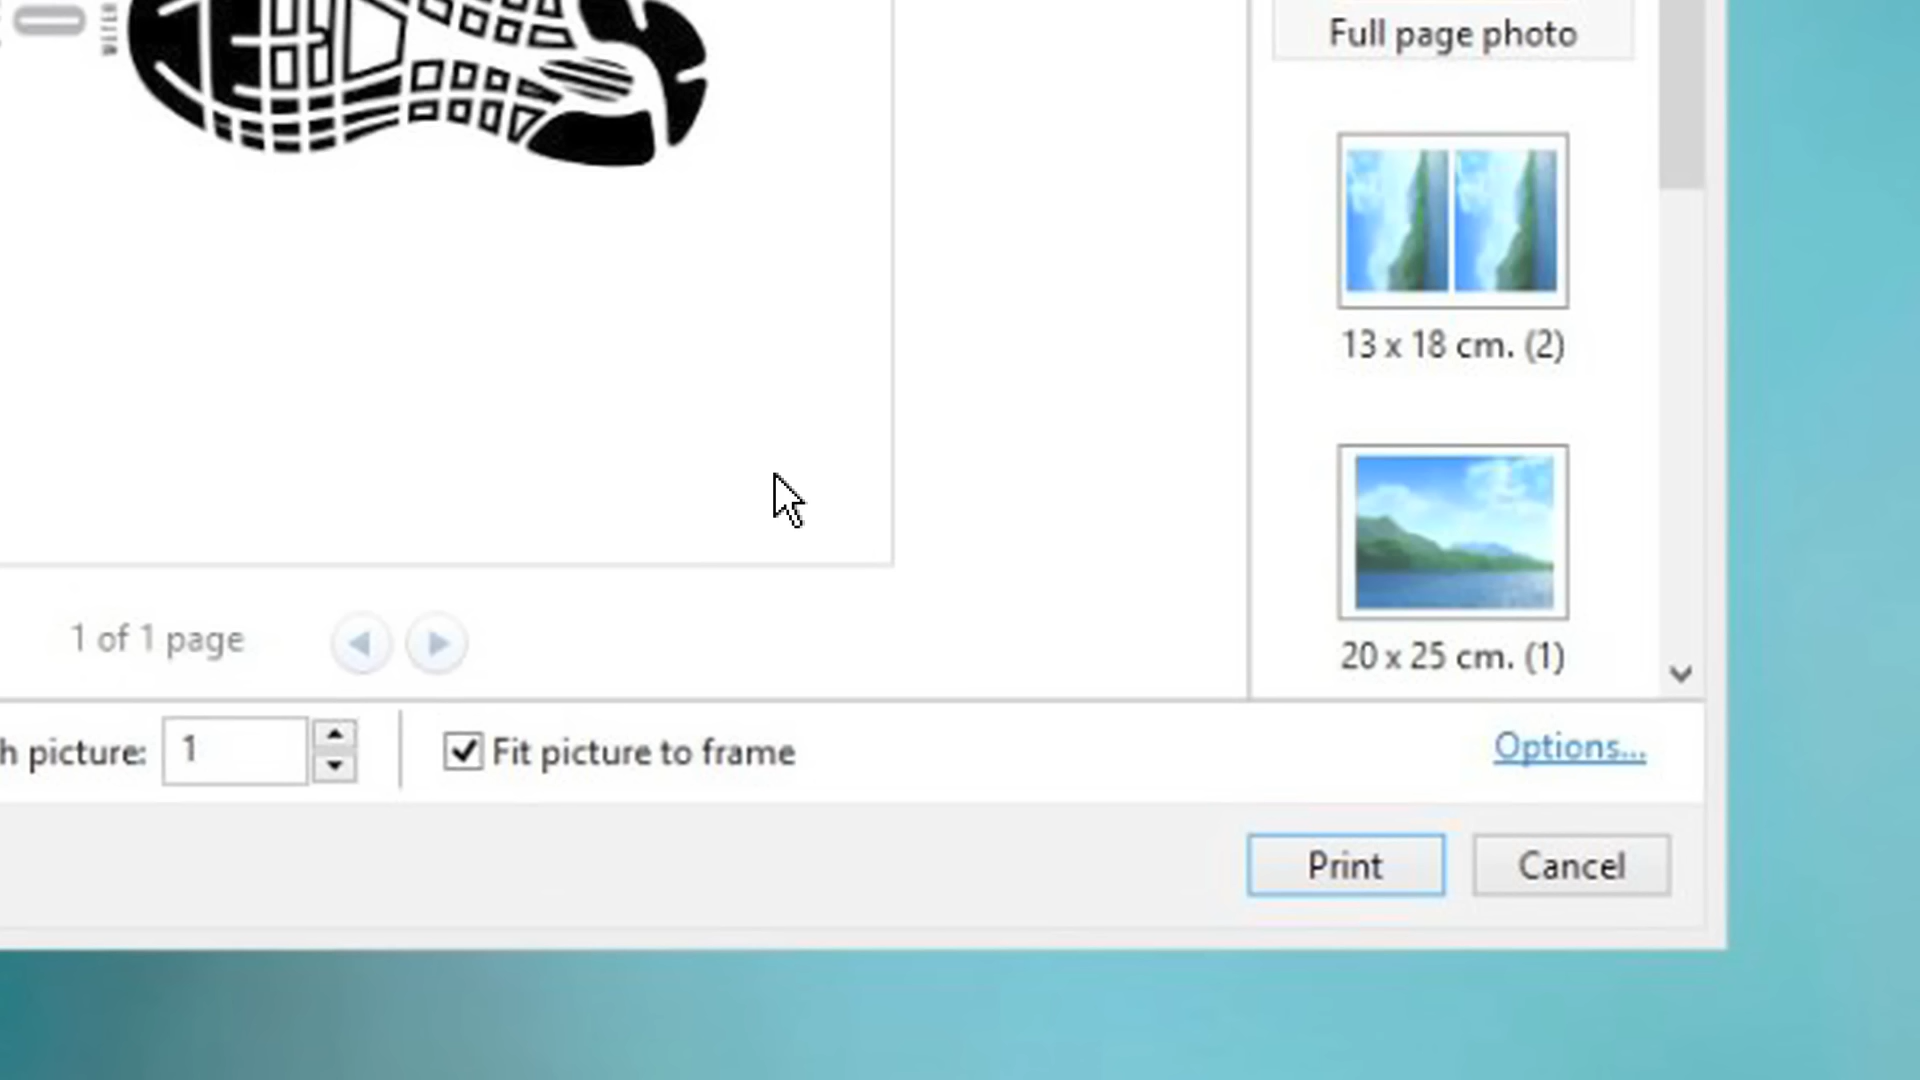 Full page photo
13 x 18 cm. (2)
20 x 25 cm. (1)
1 of 1 page
h picture: 1
Fit picture to frame
Options...
Print
Cancel